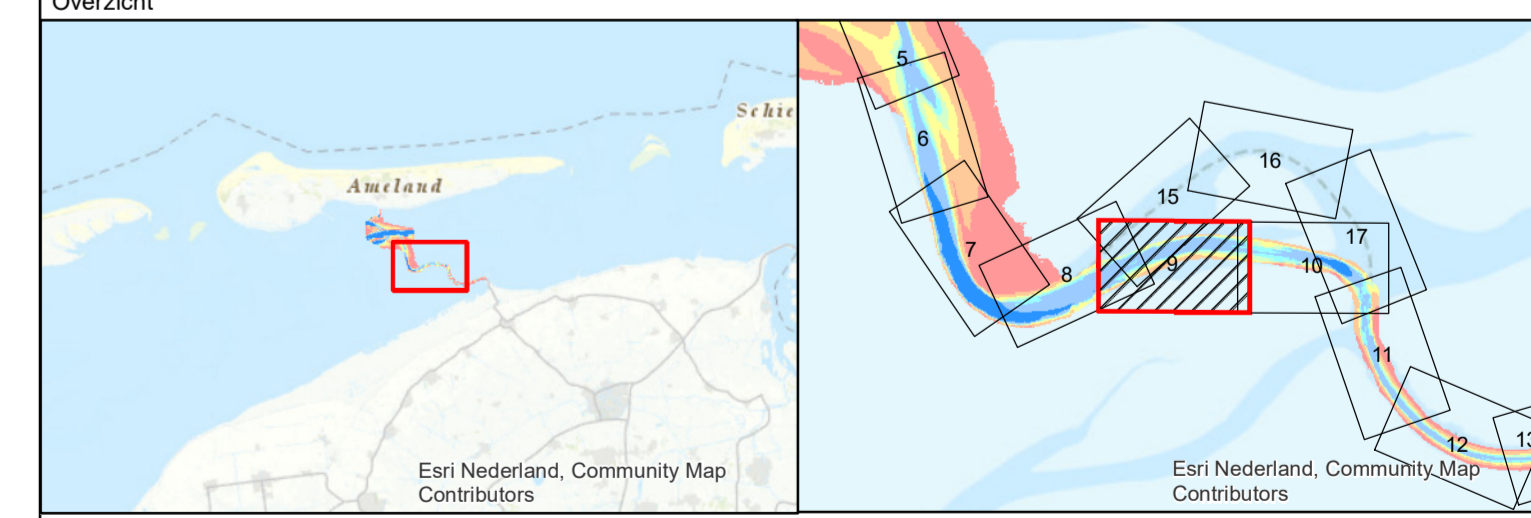 Overzicht
Schie
Ameland
Esri Nederland, Community Map
Contributors
5
6
7
8
9
15
16
17
10
11
12
13
Esri Nederland, Community Map
Contributors